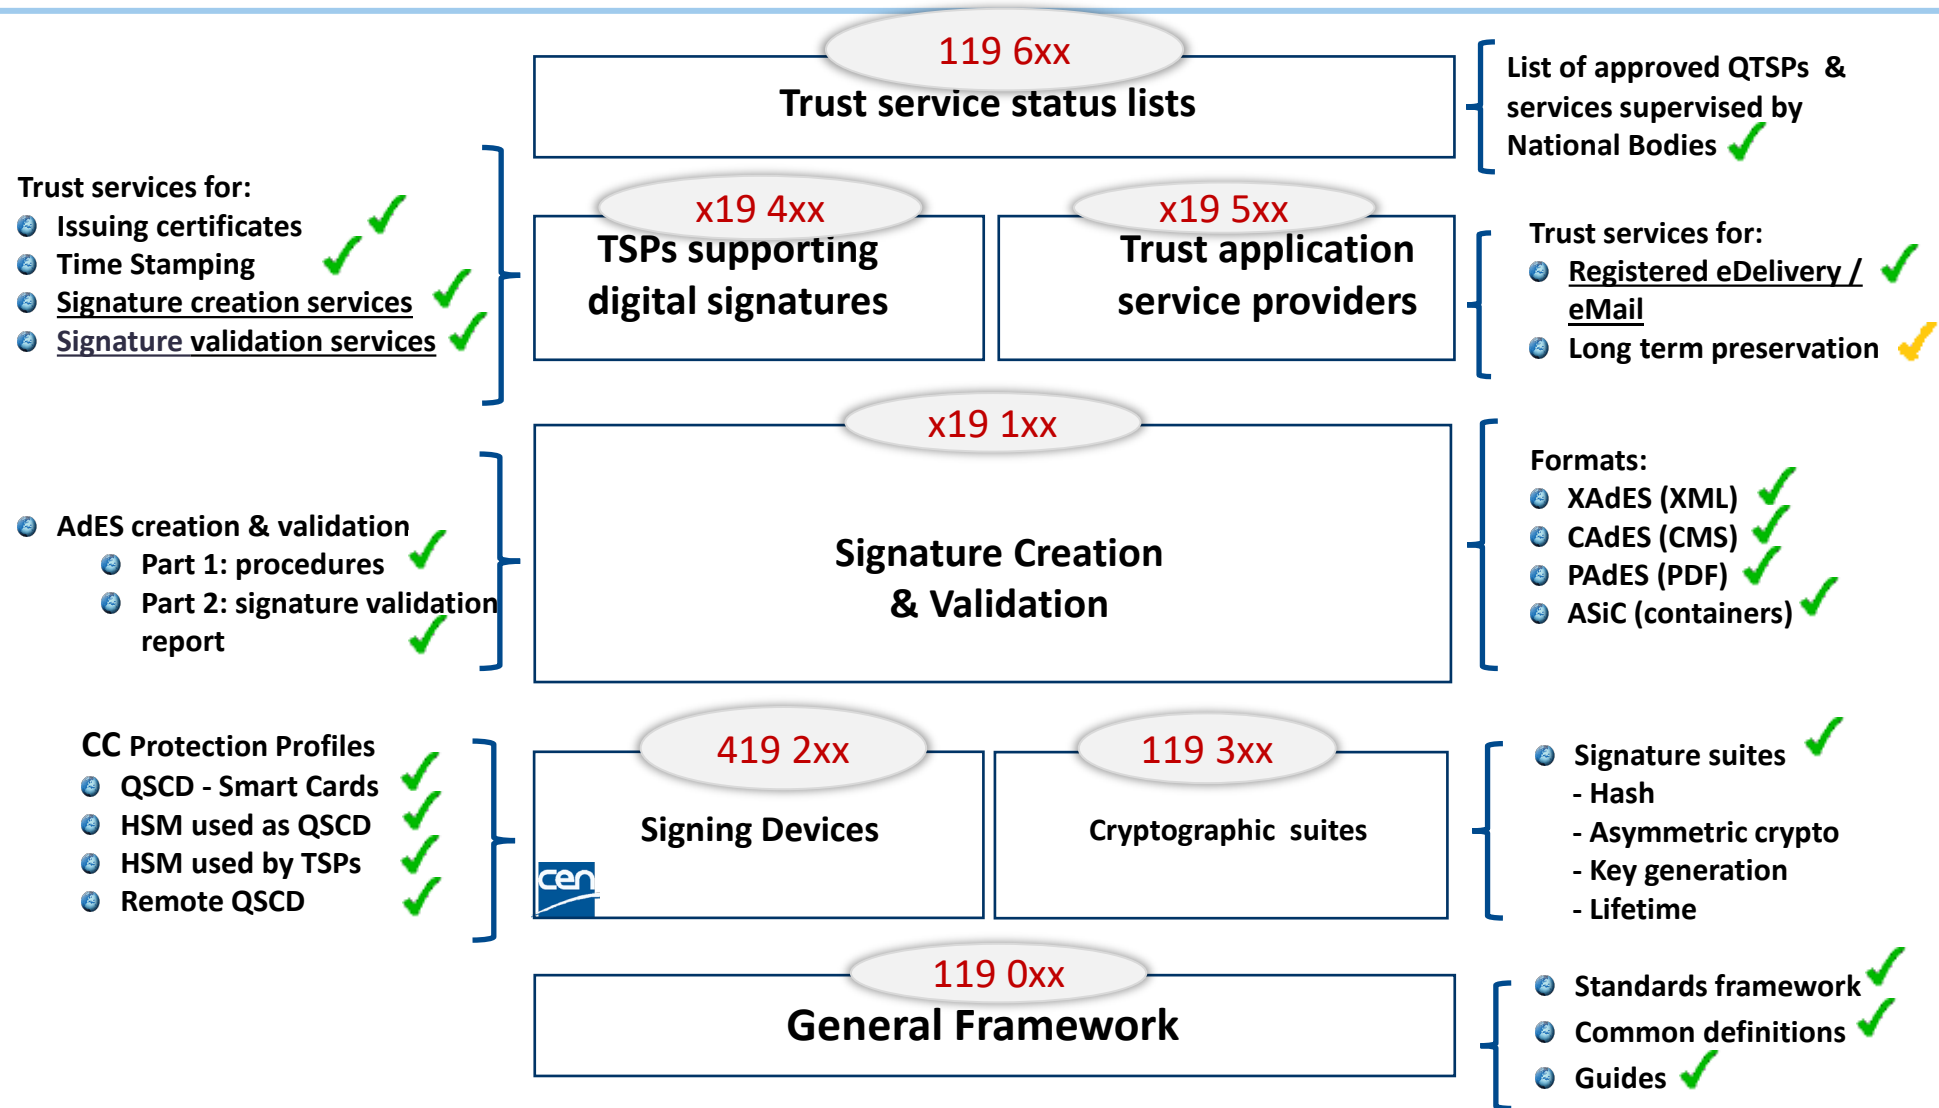 119 6xx
Trust service status lists
List of approved QTSPs &
services supervised by
National Bodies
Trust services for:
Issuing certificates
Time Stamping
Signature creation services
Signature validation services
x19 4xx
TSPs supporting
digital signatures
x19 5xx
Trust application
service providers
Trust services for:
Registered eDelivery /
eMail
Long term preservation
x19 1xx
Signature Creation
& Validation
AdES creation & validation
Part 1: procedures
Part 2: signature validation
report
Formats:
XAdES (XML)
CAdES (CMS)
PAdES (PDF)
ASiC (containers)
CC Protection Profiles
QSCD - Smart Cards
HSM used as QSCD
HSM used by TSPs
Remote QSCD
419 2xx
Signing Devices
cen
119 3xx
Cryptographic suites
Signature suites
- Hash
- Asymmetric crypto
- Key generation
- Lifetime
119 0xx
General Framework
Standards framework
Common definitions
Guides